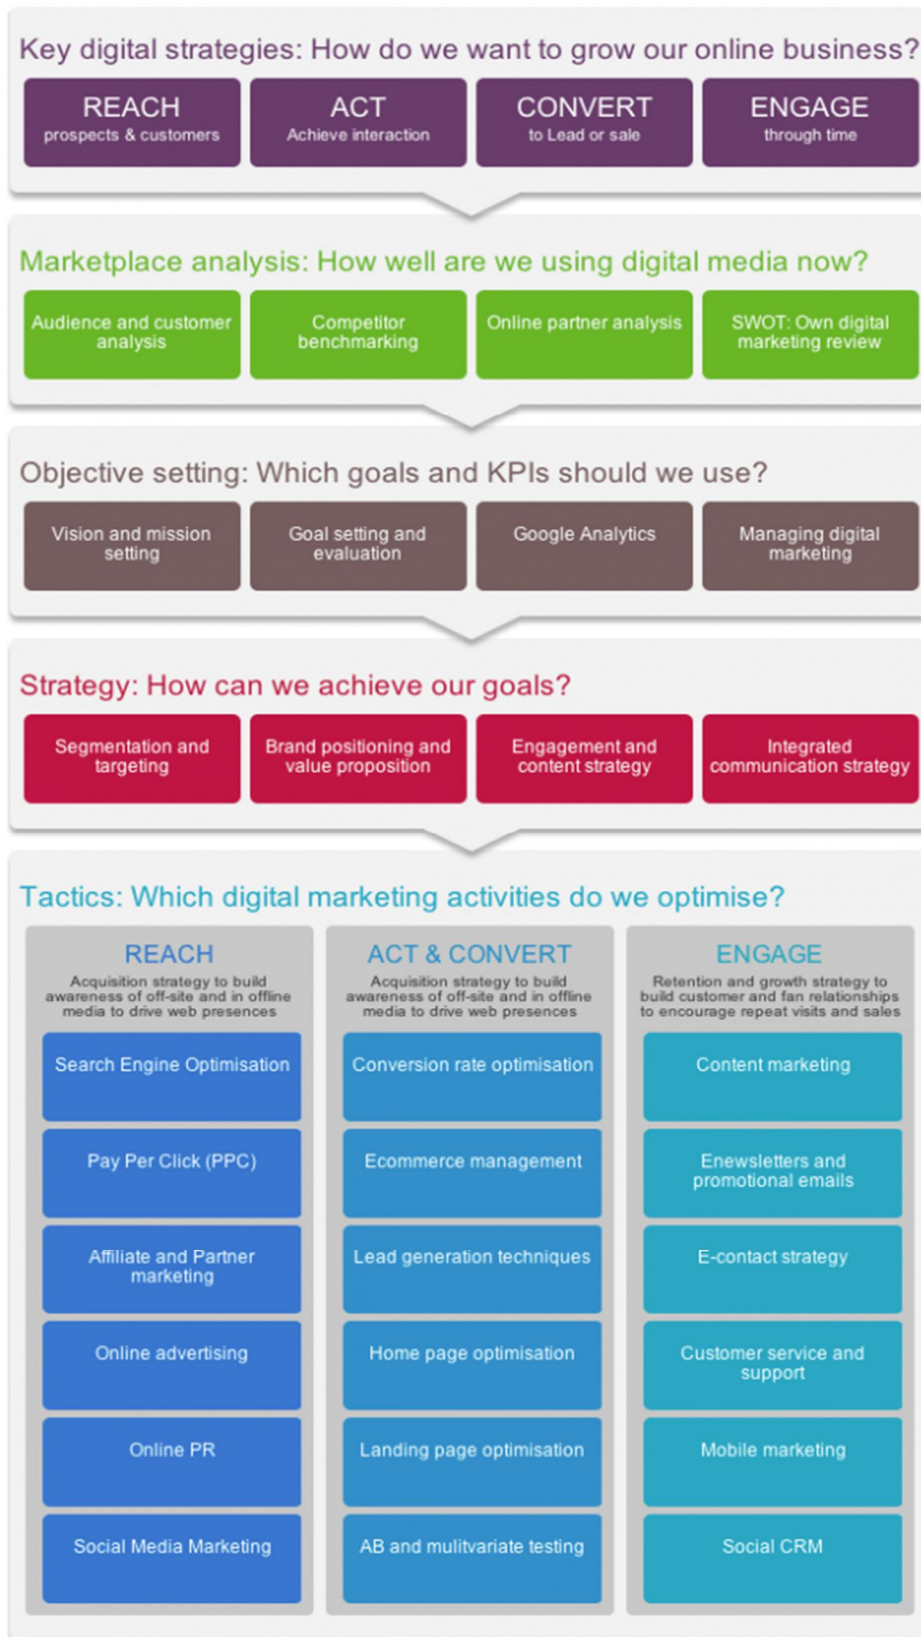 Key digital strategies: How do we want to grow our online business?
REACH
prospects & customers
ACT
Achieve interaction
CONVERT
to Lead or sale
ENGAGE
through time
Marketplace analysis: How well are we using digital media now?
Audience and customer
analysis
Competitor
benchmarking
Online partner analysis
SWOT: Own digital
marketing review
Objective setting: Which goals and KPIs should we use?
Vision and mission
setting
Goal setting and
evaluation
Google Analytics
Managing digital
marketing
Strategy: How can we achieve our goals?
Segmentation and
targeting
Brand positioning and
value proposition
Engagement and
content strategy
Integrated
communication strategy
Tactics: Which digital marketing activities do we optimise?
REACH
Acquisition strategy to build
awareness of off-site and in offline
media to drive web presences
Search Engine Optimisation
Pay Per Click (PPC)
Affiliate and Partner
marketing
Online advertising
Online PR
Social Media Marketing
ACT & CONVERT
Acquisition strategy to build
awareness of off-site and in offline
media to drive web presences
Conversion rate optimisation
Ecommerce management
Lead generation techniques
Home page optimisation
Landing page optimisation
AB and mulitvariate testing
ENGAGE
Retention and growth strategy to
build customer and fan relationships
to encourage repeat visits and sales
Content marketing
Enewsletters and
promotional emails
E-contact strategy
Customer service and
support
Mobile marketing
Social CRM